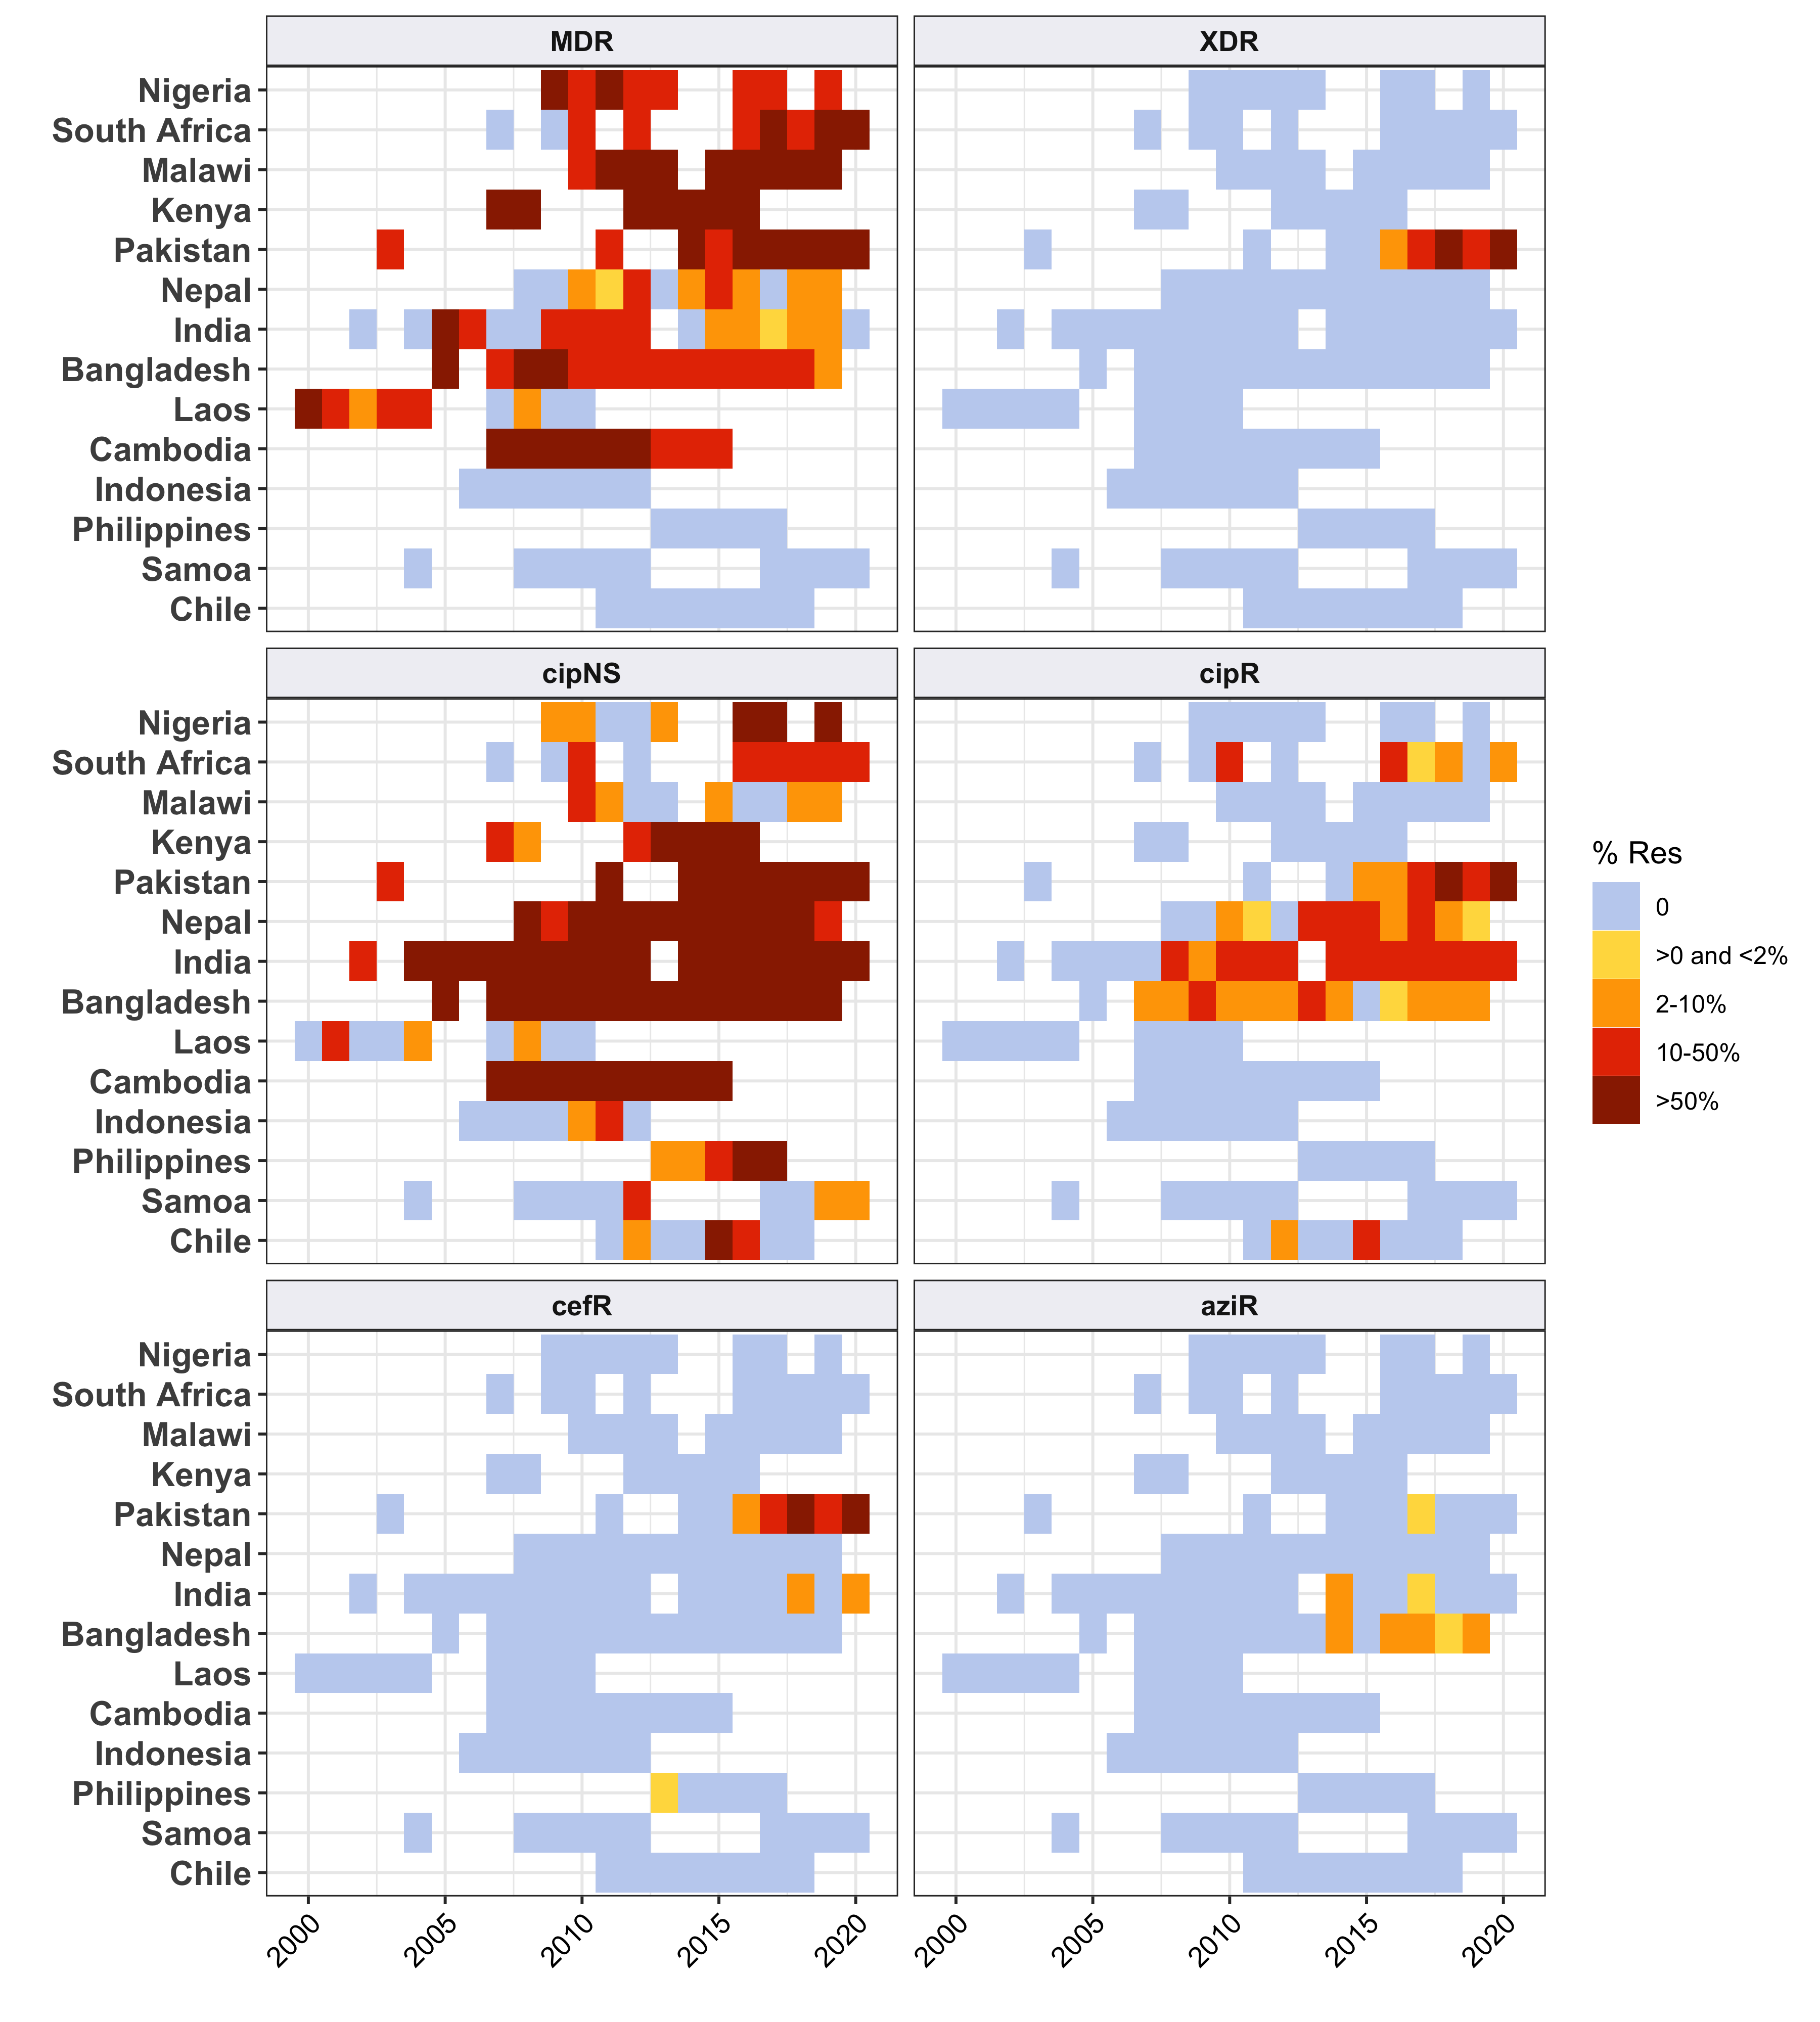 MDR
XDR
Nigeria
South Africa
Malawi
Kenya
Pakistan
Nepal
India
Bangladesh
Laos
Cambodia
Indonesia
Philippines
Samoa
Chile
cipNS
cipR
Nigeria
South Africa
Malawi
Kenya
Pakistan
Nepal
India
Bangladesh
Laos
Cambodia
Indonesia
Philippines
Samoa
Chile
% Res
0
>0 and <2%
2-10%
10-50%
>50%
cefR
aziR
Nigeria
South Africa
Malawi
Kenya
Pakistan
Nepal
India
Bangladesh
Laos
Cambodia
Indonesia
Philippines
Samoa
Chile
2000
2005
2010
2015
2020
2000
2005
2010
2015
2020